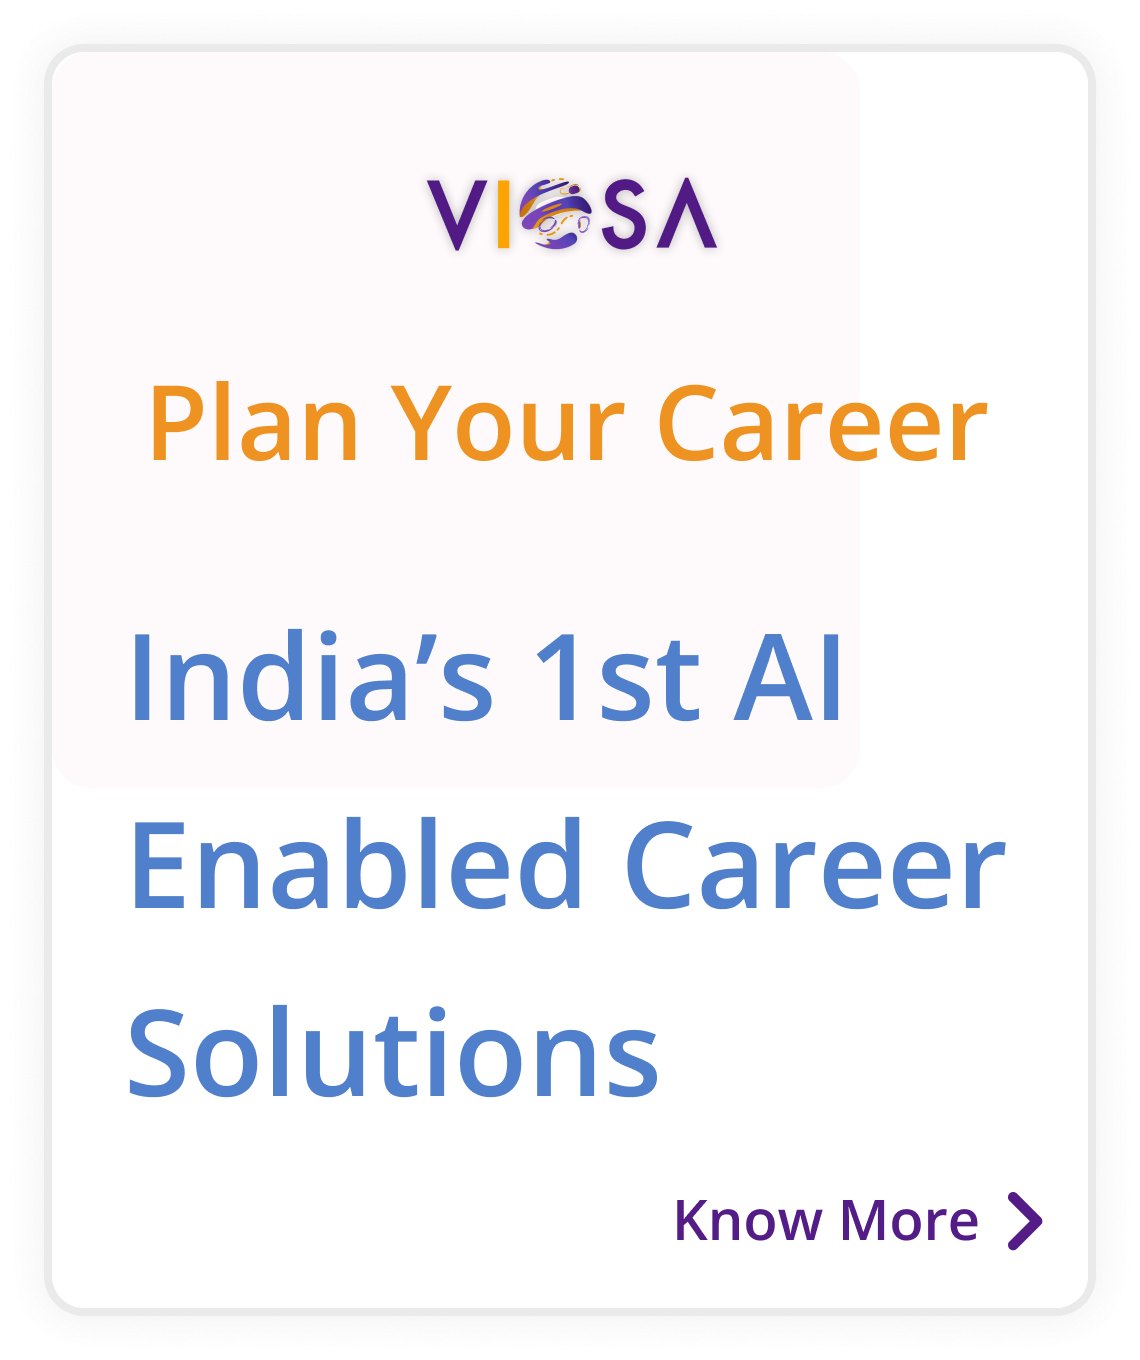 VIOSA
Plan Your Career
India’s 1st AI
Enabled Career
Solutions
Know More